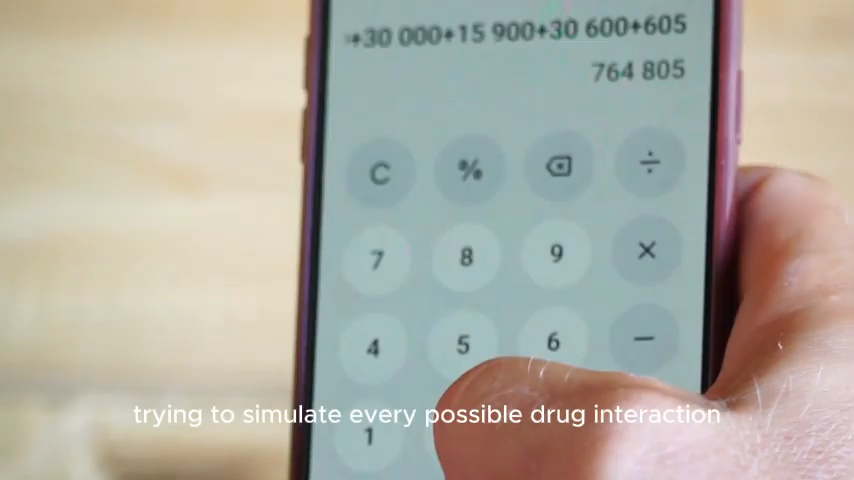 +30 000+15 900+30 600+605
764 805
C % ÷
7 8 9 ×
4 5 6 −
1
trying to simulate every possible drug interaction